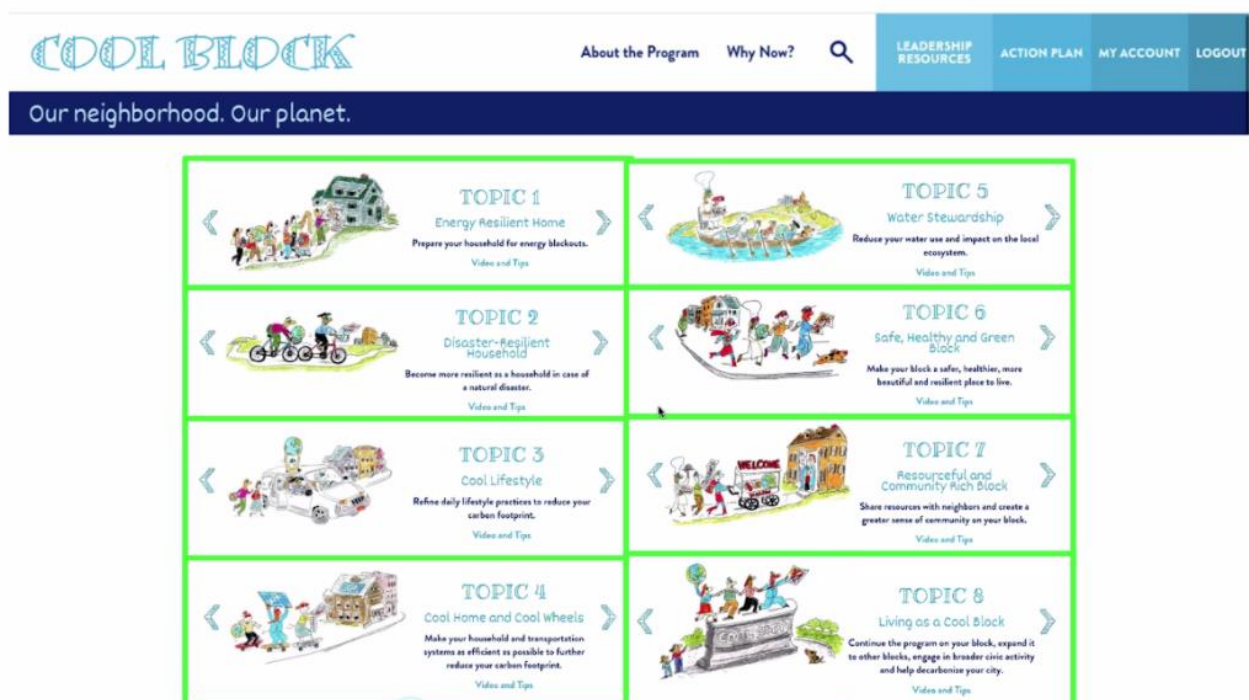 COOL BLOCK
About the Program
Why Now?
LEADERSHIP
RESOURCES
ACTION PLAN
MY ACCOUNT
LOGOUT
Our neighborhood. Our planet.
TOPIC 1
Energy Resilient Home
Prepare your household for energy blackouts.
Video and Tips
TOPIC 2
Disaster-Resilient
Household
Become more resilient as a household in case of
a natural disaster.
Video and Tips
TOPIC 3
Cool Lifestyle
Refine daily lifestyle practices to reduce your
carbon footprint.
Video and Tips
TOPIC 4
Cool Home and Cool Wheels
Make your household and transportation
systems as efficient as possible to further
reduce your carbon footprint.
Video and Tips
TOPIC 5
Water Stewardship
Reduce your water use and impact on the local
ecosystem.
Video and Tips
TOPIC 6
Safe, Healthy and Green
Block
Make your block a safer, healthier, more
beautiful and resilient place to live.
Video and Tips
WELCOME
TOPIC 7
Resourceful and
Community Rich Block
Share resources with neighbors and create a
greater sense of community on your block.
Video and Tips
COOL BLOCK
TOPIC 8
Living as a Cool Block
Continue the program on your block, expand it
to other blocks, engage in broader civic activity
and help decarbonize your city.
Video and Tips